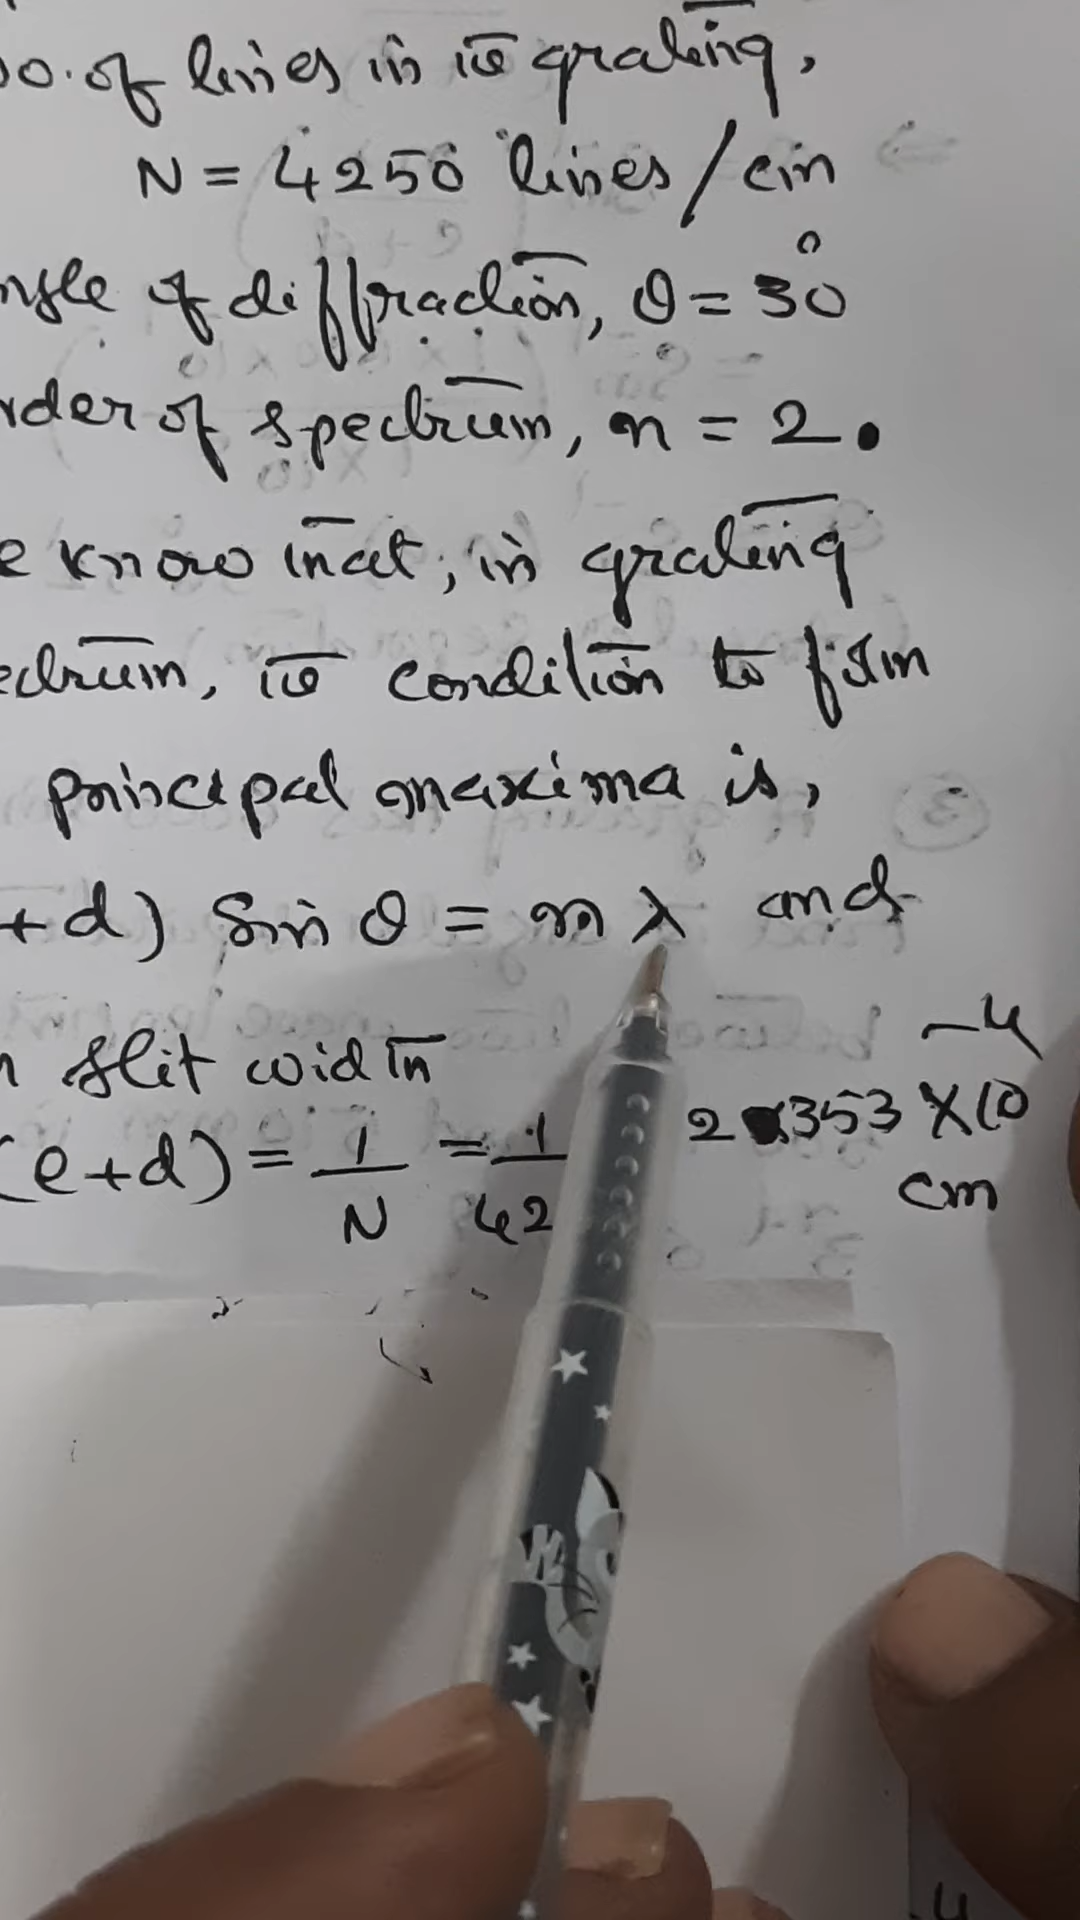 no. of lines in the grating,
N = 4250 lines/cm
angle of diffraction, θ = 30°
order of spectrum, n = 2.
we know that, in grating
spectrum, the condition to form
principal maxima is,
+d) Sin θ = nλ and
slit width
(e+d) = 1/N = 1/42 2.353 × 10⁻⁴
cm